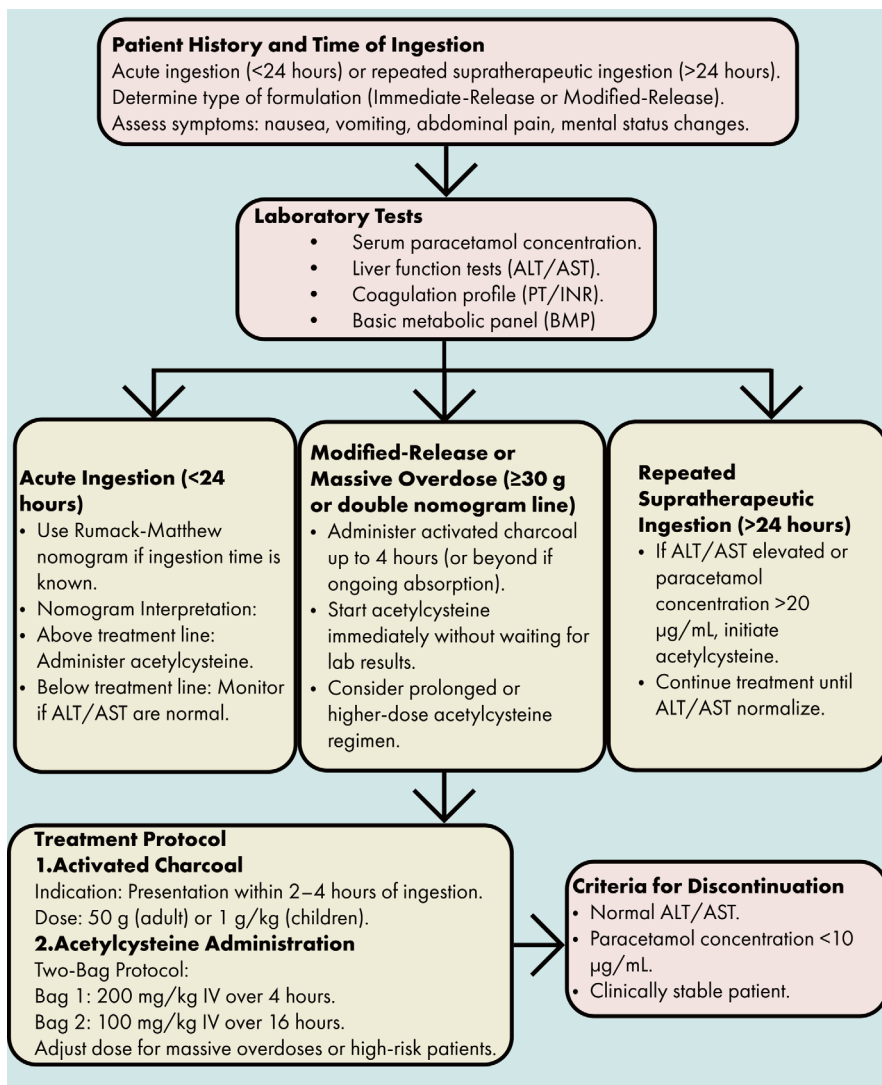 Patient History and Time of Ingestion
Acute ingestion (<24 hours) or repeated supratherapeutic ingestion (>24 hours).
Determine type of formulation (Immediate-Release or Modified-Release).
Assess symptoms: nausea, vomiting, abdominal pain, mental status changes.
Laboratory Tests
• Serum paracetamol concentration.
• Liver function tests (ALT/AST).
• Coagulation profile (PT/INR).
• Basic metabolic panel (BMP)
Acute Ingestion (<24
hours)
• Use Rumack-Matthew
nomogram if ingestion time is
known.
• Nomogram Interpretation:
• Above treatment line:
Administer acetylcysteine.
• Below treatment line: Monitor
if ALT/AST are normal.
Modified-Release or
Massive Overdose (≥30 g
or double nomogram line)
• Administer activated charcoal
up to 4 hours (or beyond if
ongoing absorption).
• Start acetylcysteine
immediately without waiting for
lab results.
• Consider prolonged or
higher-dose acetylcysteine
regimen.
Repeated
Supratherapeutic
Ingestion (>24 hours)
• If ALT/AST elevated or
paracetamol
concentration >20
µg/mL, initiate
acetylcysteine.
• Continue treatment until
ALT/AST normalize.
Treatment Protocol
1.Activated Charcoal
Indication: Presentation within 2–4 hours of ingestion.
Dose: 50 g (adult) or 1 g/kg (children).
2.Acetylcysteine Administration
Two-Bag Protocol:
Bag 1: 200 mg/kg IV over 4 hours.
Bag 2: 100 mg/kg IV over 16 hours.
Adjust dose for massive overdoses or high-risk patients.
Criteria for Discontinuation
• Normal ALT/AST.
• Paracetamol concentration <10
µg/mL.
• Clinically stable patient.